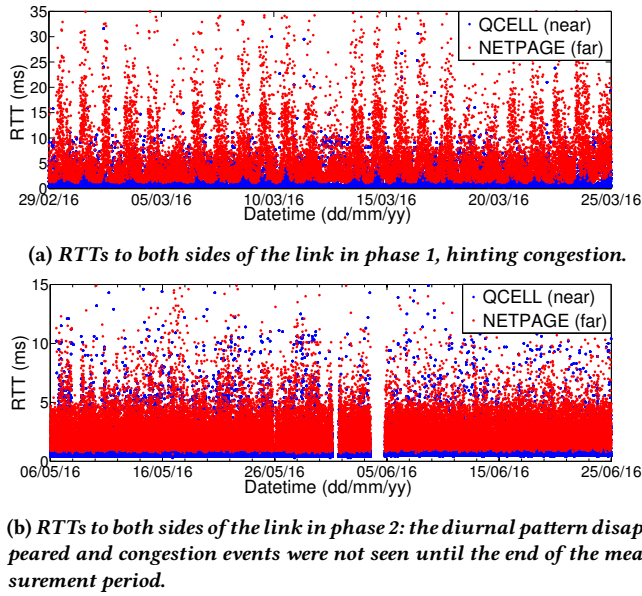 35
30
25
20
15
10
5
0
RTT (ms)
QCELL (near)
NETPAGE (far)
29/02/16 05/03/16 10/03/16 15/03/16 20/03/16 25/03/16
Datetime (dd/mm/yy)
(a) RTTs to both sides of the link in phase 1, hinting congestion.
15
10
5
0
RTT (ms)
QCELL (near)
NETPAGE (far)
06/05/16 16/05/16 26/05/16 05/06/16 15/06/16 25/06/16
Datetime (dd/mm/yy)
(b) RTTs to both sides of the link in phase 2: the diurnal pattern disap
peared and congestion events were not seen until the end of the mea
surement period.